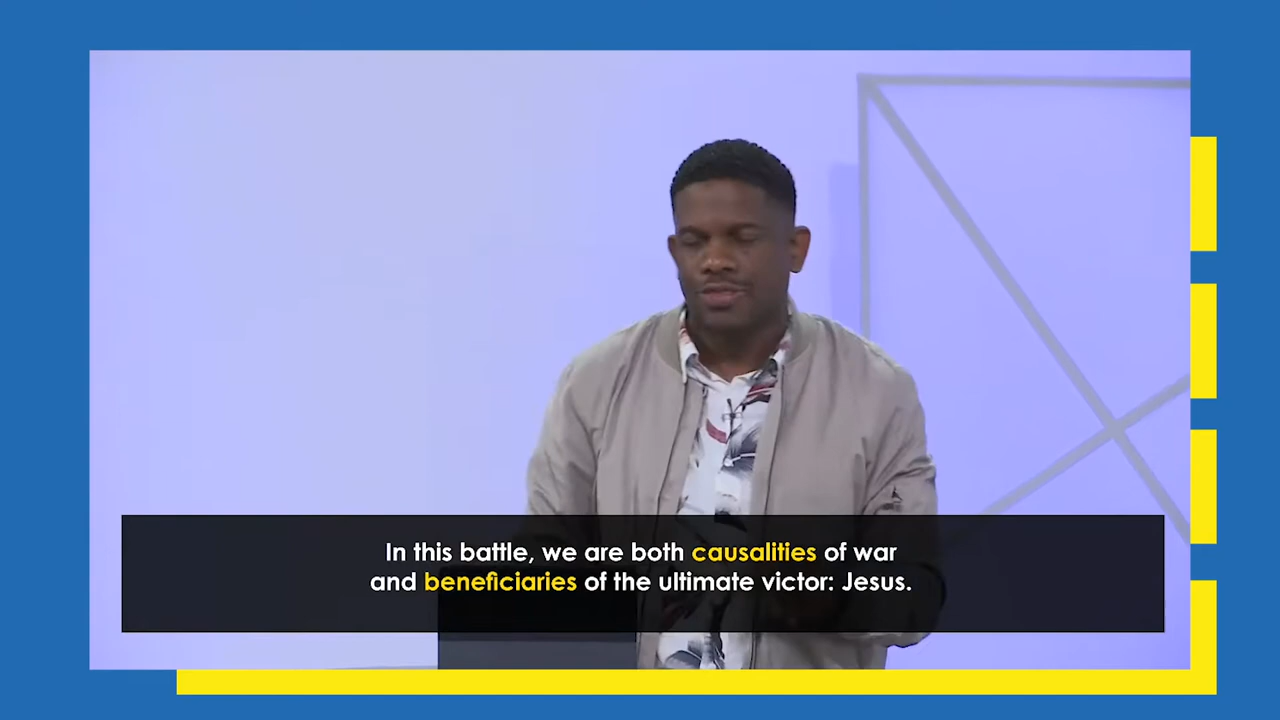 In this battle, we are both causalities of war
and beneficiaries of the ultimate victor: Jesus.